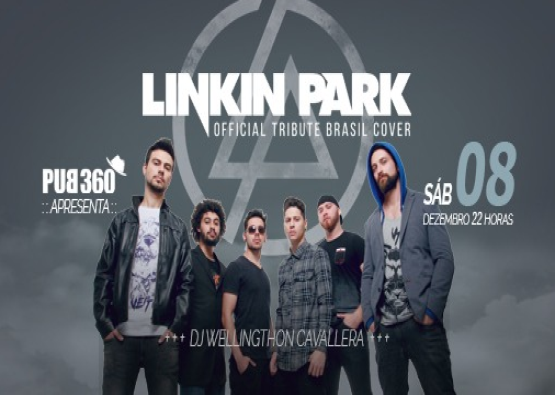 LINKIN PARK
OFFICIAL TRIBUTE BRASIL COVER
PUB 360
:: APRESENTA ::
SÁB 08
DEZEMBRO 22 HORAS
+++ DJ WELLINGTHON CAVALLERA +++